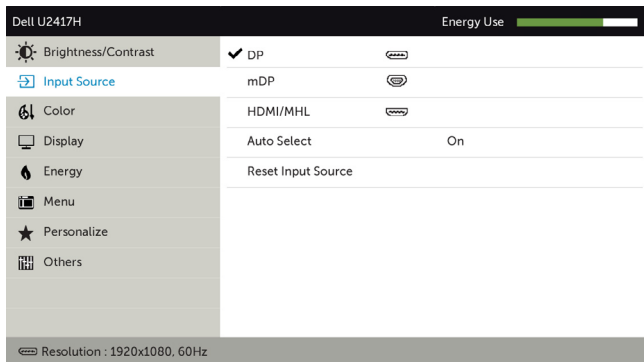 Dell U2417H Energy Use
Brightness/Contrast
Input Source
Color
Display
Energy
Menu
Personalize
Others
DP
mDP
HDMI/MHL
Auto Select On
Reset Input Source
Resolution : 1920x1080, 60Hz